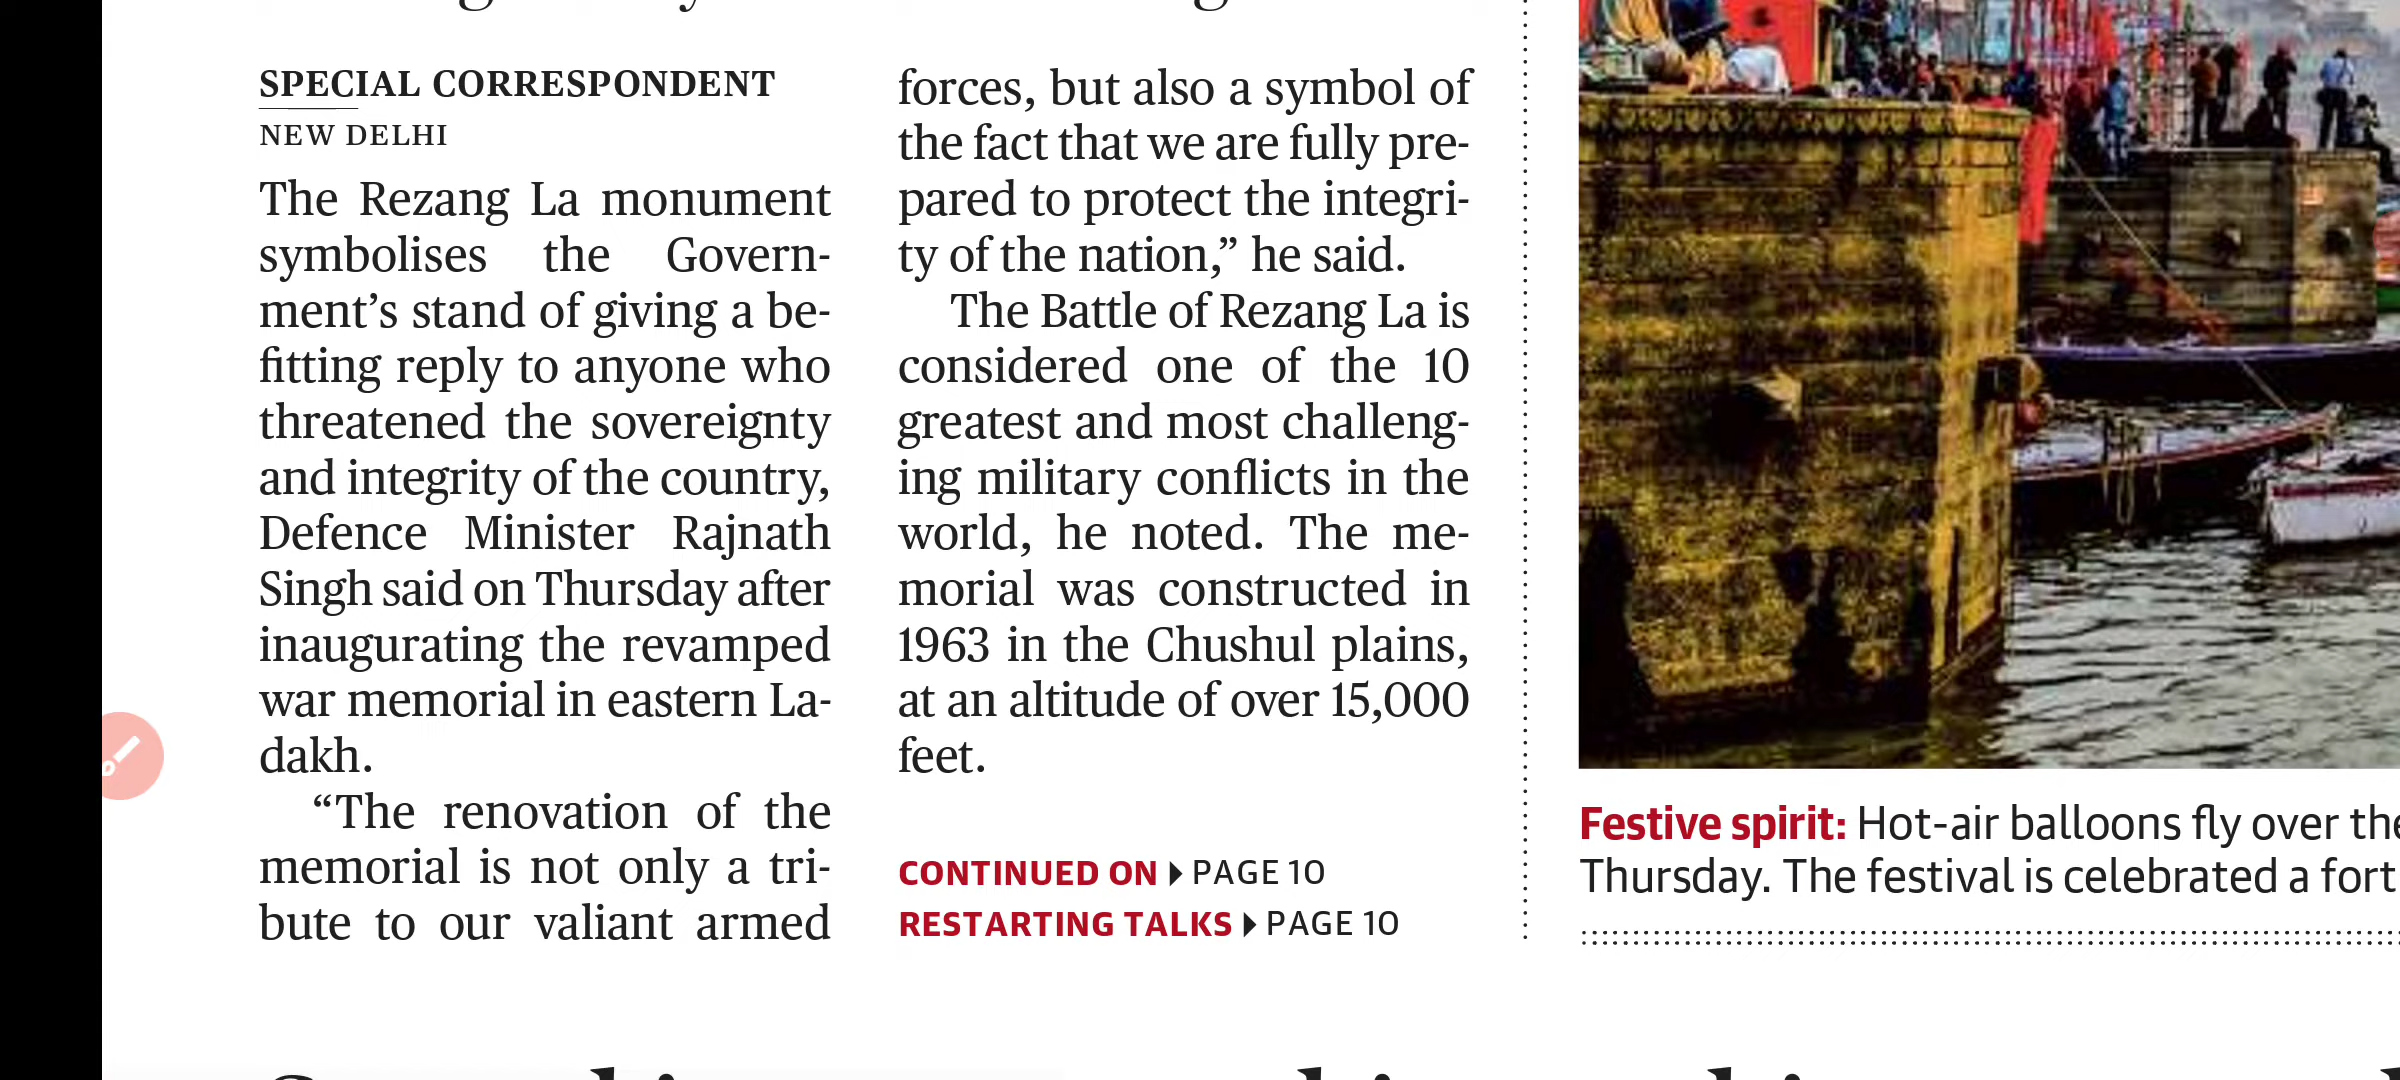 SPECIAL CORRESPONDENT
NEW DELHI
The Rezang La monument
symbolises the Govern-
ment’s stand of giving a be-
fitting reply to anyone who
threatened the sovereignty
and integrity of the country,
Defence Minister Rajnath
Singh said on Thursday after
inaugurating the revamped
war memorial in eastern La-
dakh.
“The renovation of the
memorial is not only a tri-
bute to our valiant armed
forces, but also a symbol of
the fact that we are fully pre-
pared to protect the integri-
ty of the nation,” he said.
The Battle of Rezang La is
considered one of the 10
greatest and most challeng-
ing military conflicts in the
world, he noted. The me-
morial was constructed in
1963 in the Chushul plains,
at an altitude of over 15,000
feet.
CONTINUED ON PAGE 10
RESTARTING TALKS PAGE 10
Festive spirit: Hot-air balloons fly over the
Thursday. The festival is celebrated a fort